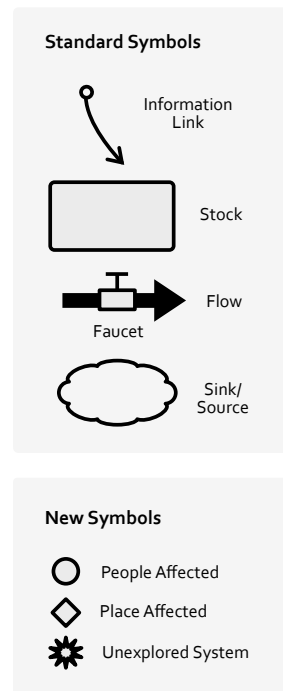 Standard Symbols
Information
Link
Stock
Flow
Faucet
Sink/
Source
New Symbols
People Affected
Place Affected
Unexplored System